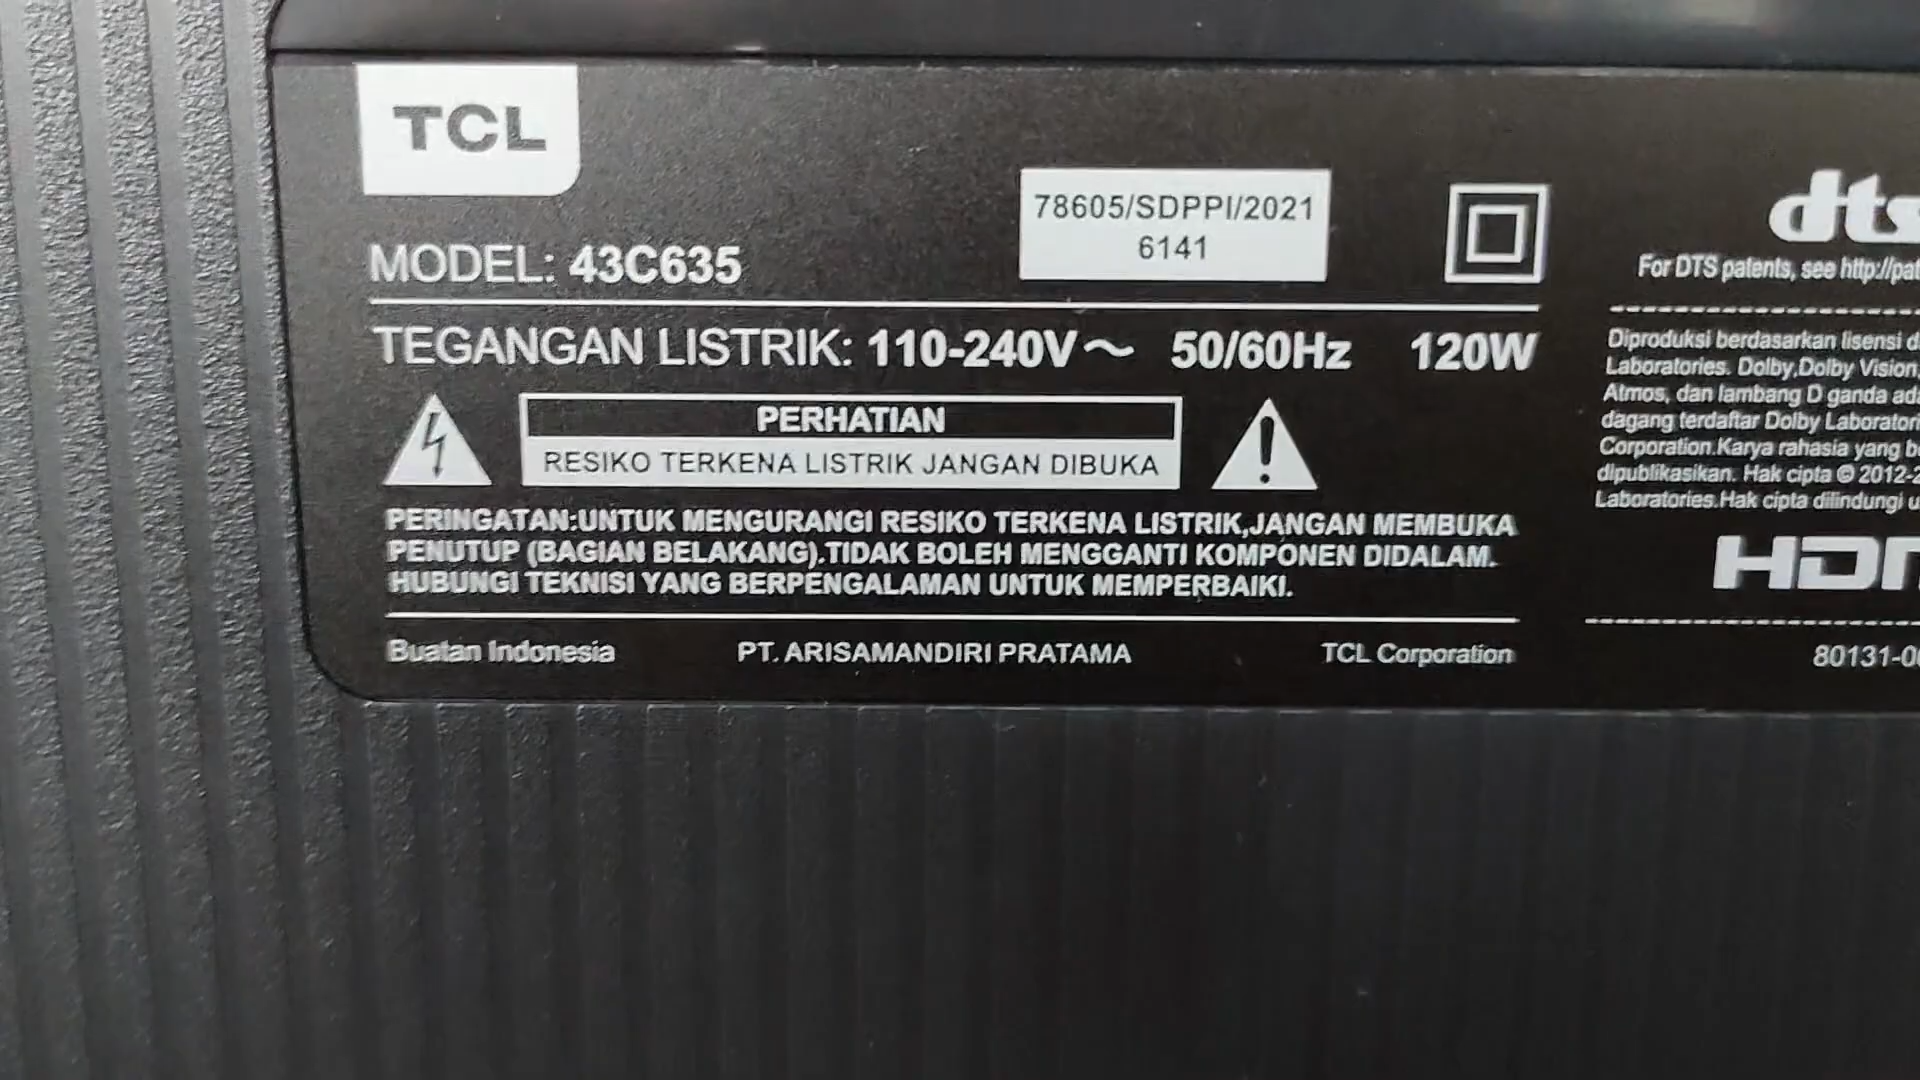 TCL
MODEL: 43C635
78605/SDPPI/2021
6141
TEGANGAN LISTRIK: 110-240V～ 50/60Hz 120W
PERHATIAN
RESIKO TERKENA LISTRIK JANGAN DIBUKA
PERINGATAN:UNTUK MENGURANGI RESIKO TERKENA LISTRIK,JANGAN MEMBUKA
PENUTUP (BAGIAN BELAKANG).TIDAK BOLEH MENGGANTI KOMPONEN DIDALAM.
HUBUNGI TEKNISI YANG BERPENGALAMAN UNTUK MEMPERBAIKI.
Buatan Indonesia PT. ARISAMANDIRI PRATAMA TCL Corporation
dts
For DTS patents, see
Diproduksi berdasarkan lisensi
Laboratories. Dolby,Dolby Vision,
Atmos, dan lambang D ganda
dagang terdaftar Dolby
Corporation.Karya rahasia yang
dipublikasikan. Hak cipta © 2012-
Laboratories.Hak cipta dilindungi